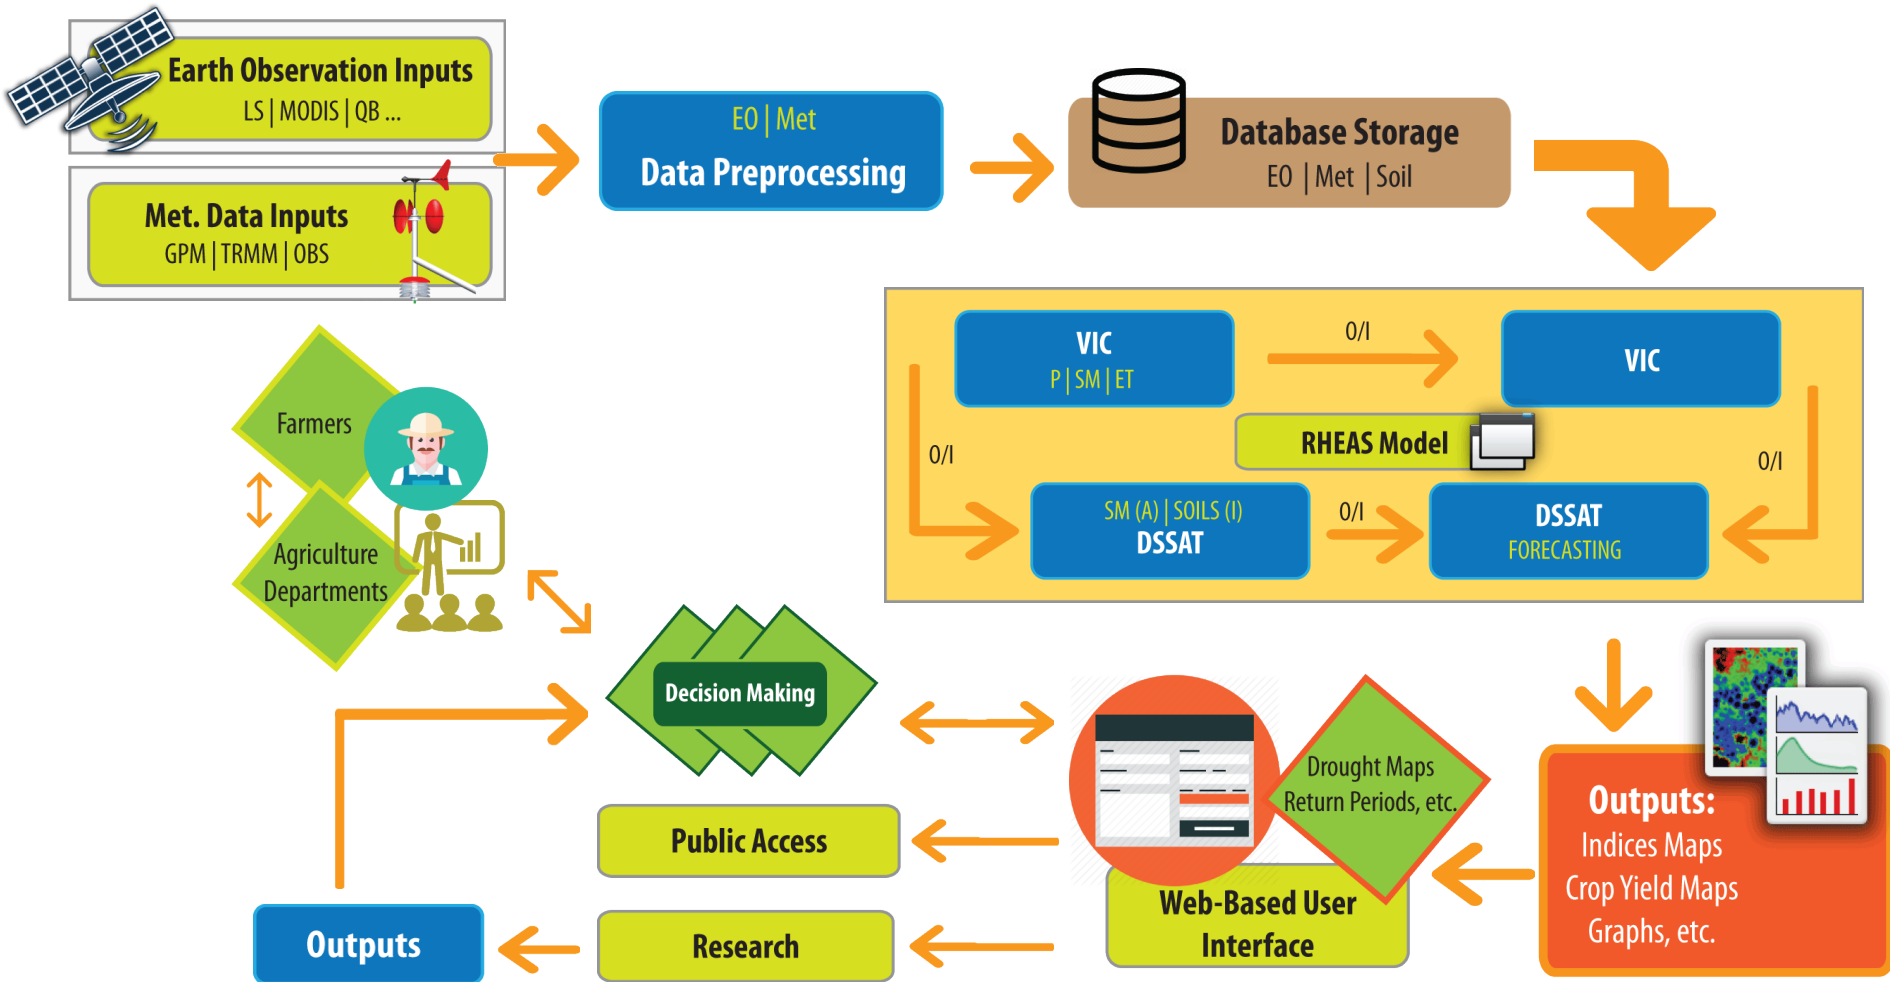 Earth Observation Inputs
LS | MODIS | QB ...
Met. Data Inputs
GPM | TRMM | OBS
EO | Met
Data Preprocessing
Database Storage
EO | Met | Soil
VIC
P | SM | ET
O/I
VIC
RHEAS Model
O/I
O/I
SM (A) | SOILS (I)
DSSAT
O/I
DSSAT
FORECASTING
Farmers
Agriculture
Departments
Decision Making
Drought Maps
Return Periods, etc.
Web-Based User
Interface
Outputs:
Indices Maps
Crop Yield Maps
Graphs, etc.
Public Access
Research
Outputs